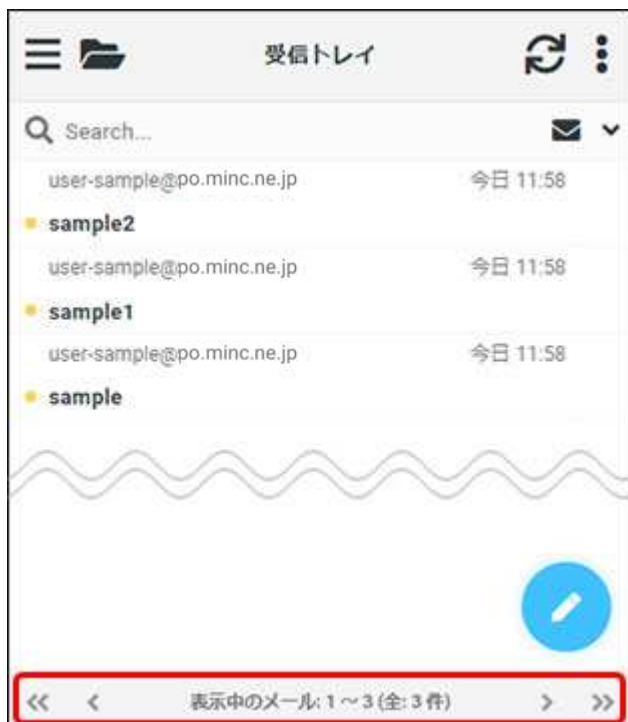 受信トレイ
Search...
user-sample@po.minc.ne.jp 今日 11:58
sample2
user-sample@po.minc.ne.jp 今日 11:58
sample1
user-sample@po.minc.ne.jp 今日 11:58
sample
<< < 表示中のメール: 1 ～ 3 (全: 3 件) > >>